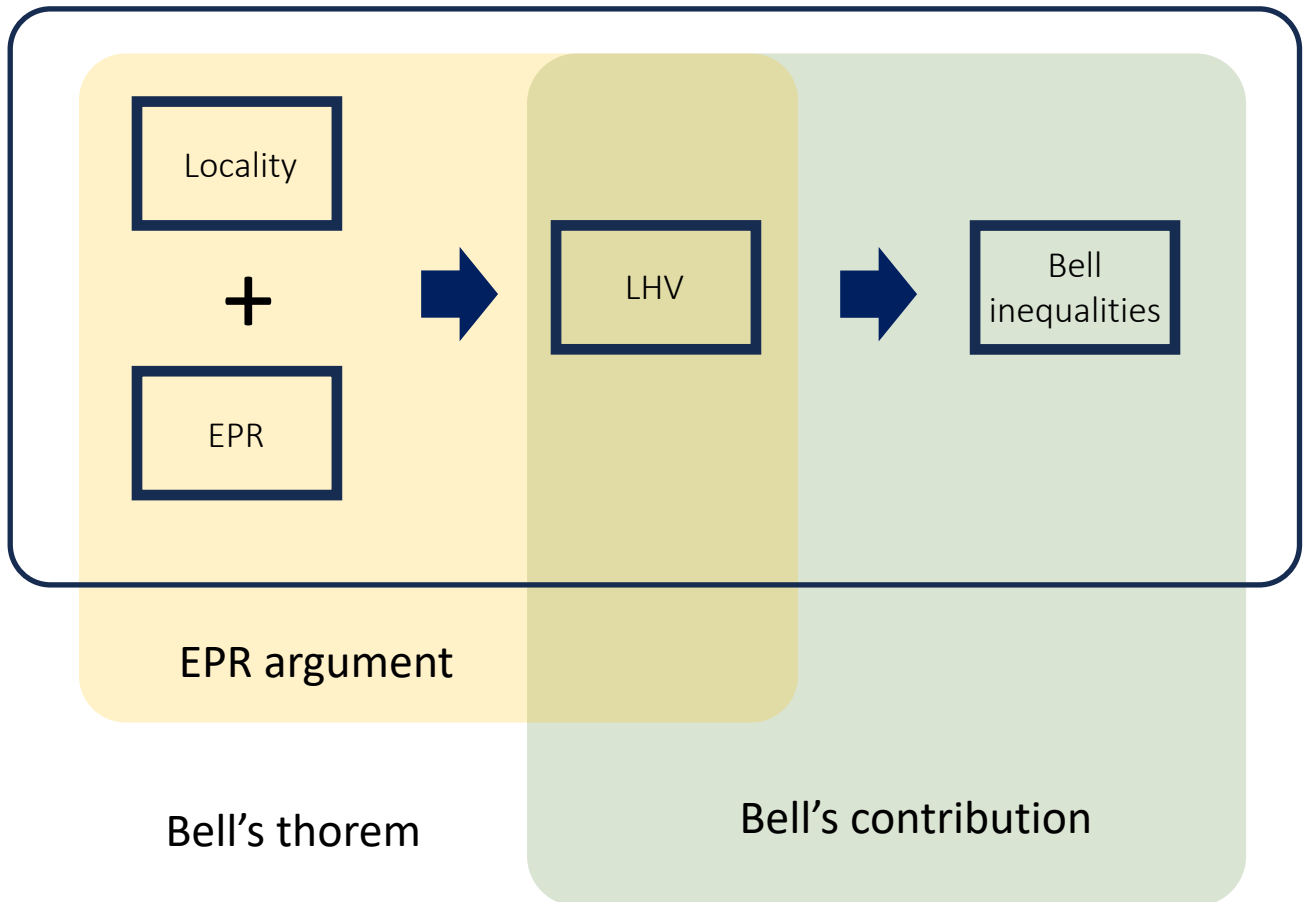 Locality
+
EPR
LHV
Bell
inequalities
EPR argument
Bell's thorem
Bell's contribution